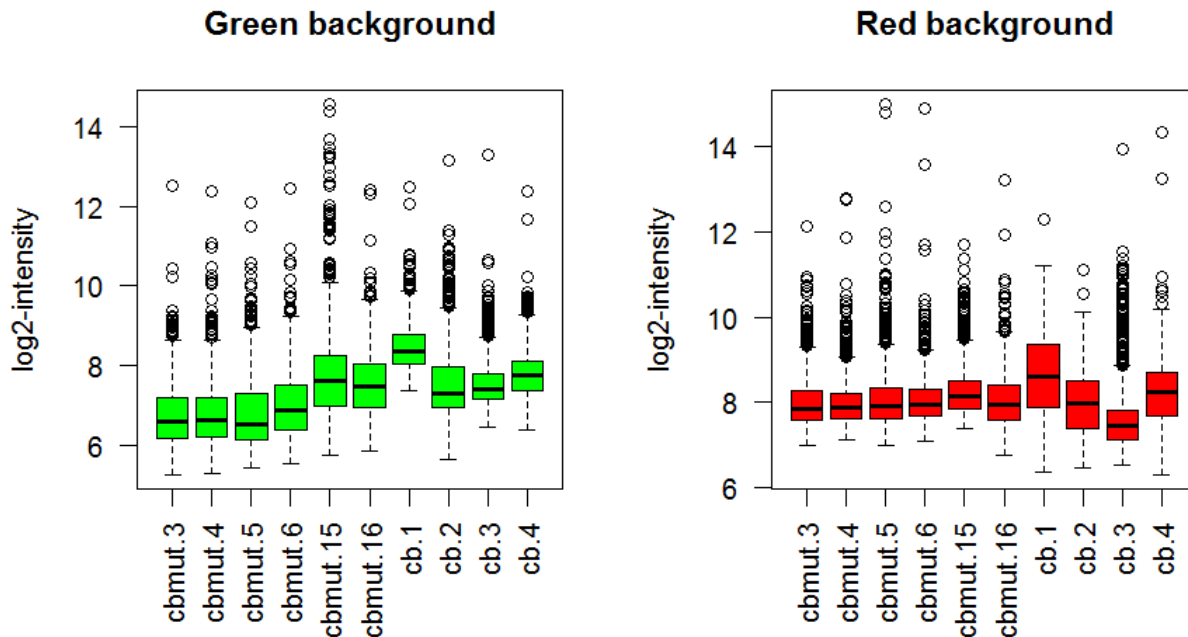 Green background
log2-intensity
14
12
10
8
6
cbmut.3
cbmut.4
cbmut.5
cbmut.6
cbmut.15
cbmut.16
cb.1
cb.2
cb.3
cb.4
Red background
log2-intensity
14
12
10
8
6
cbmut.3
cbmut.4
cbmut.5
cbmut.6
cbmut.15
cbmut.16
cb.1
cb.2
cb.3
cb.4